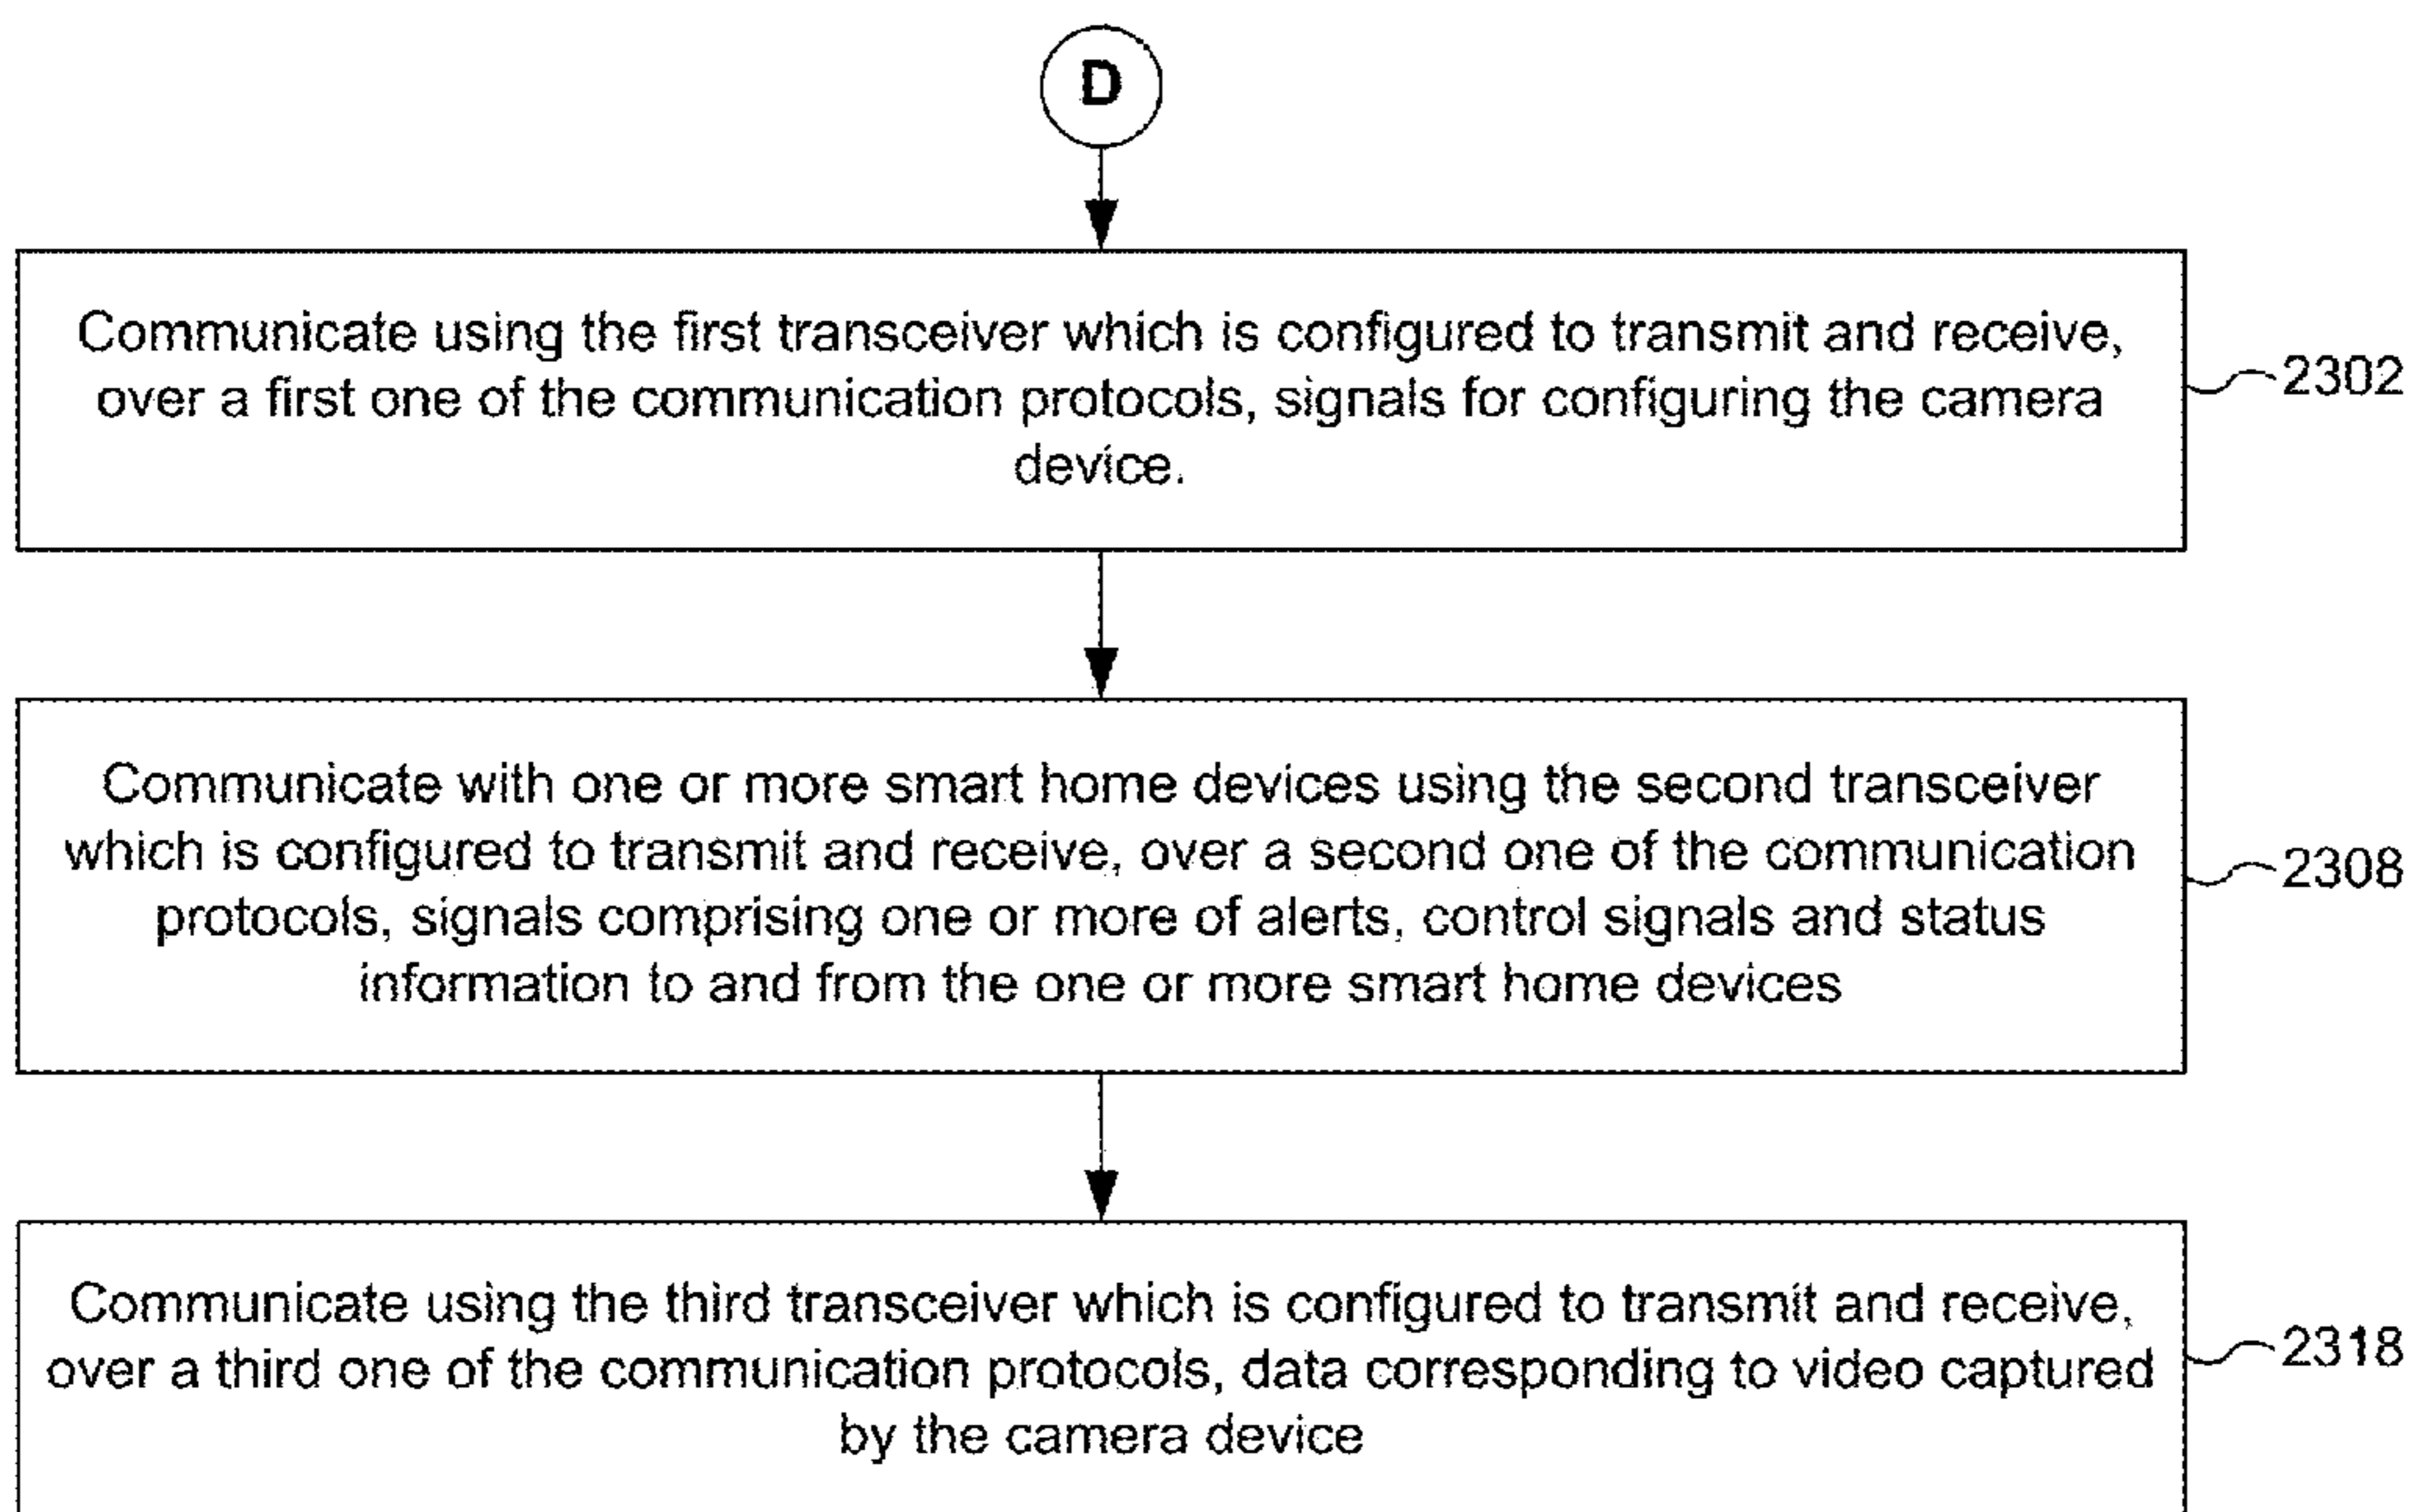 D
Communicate using the first transceiver which is configured to transmit and receive,
over a first one of the communication protocols, signals for configuring the camera
device.
2302
Communicate with one or more smart home devices using the second transceiver
which is configured to transmit and receive, over a second one of the communication
protocols, signals comprising one or more of alerts, control signals and status
information to and from the one or more smart home devices
2308
Communicate using the third transceiver which is configured to transmit and receive,
over a third one of the communication protocols, data corresponding to video captured
by the camera device
2318